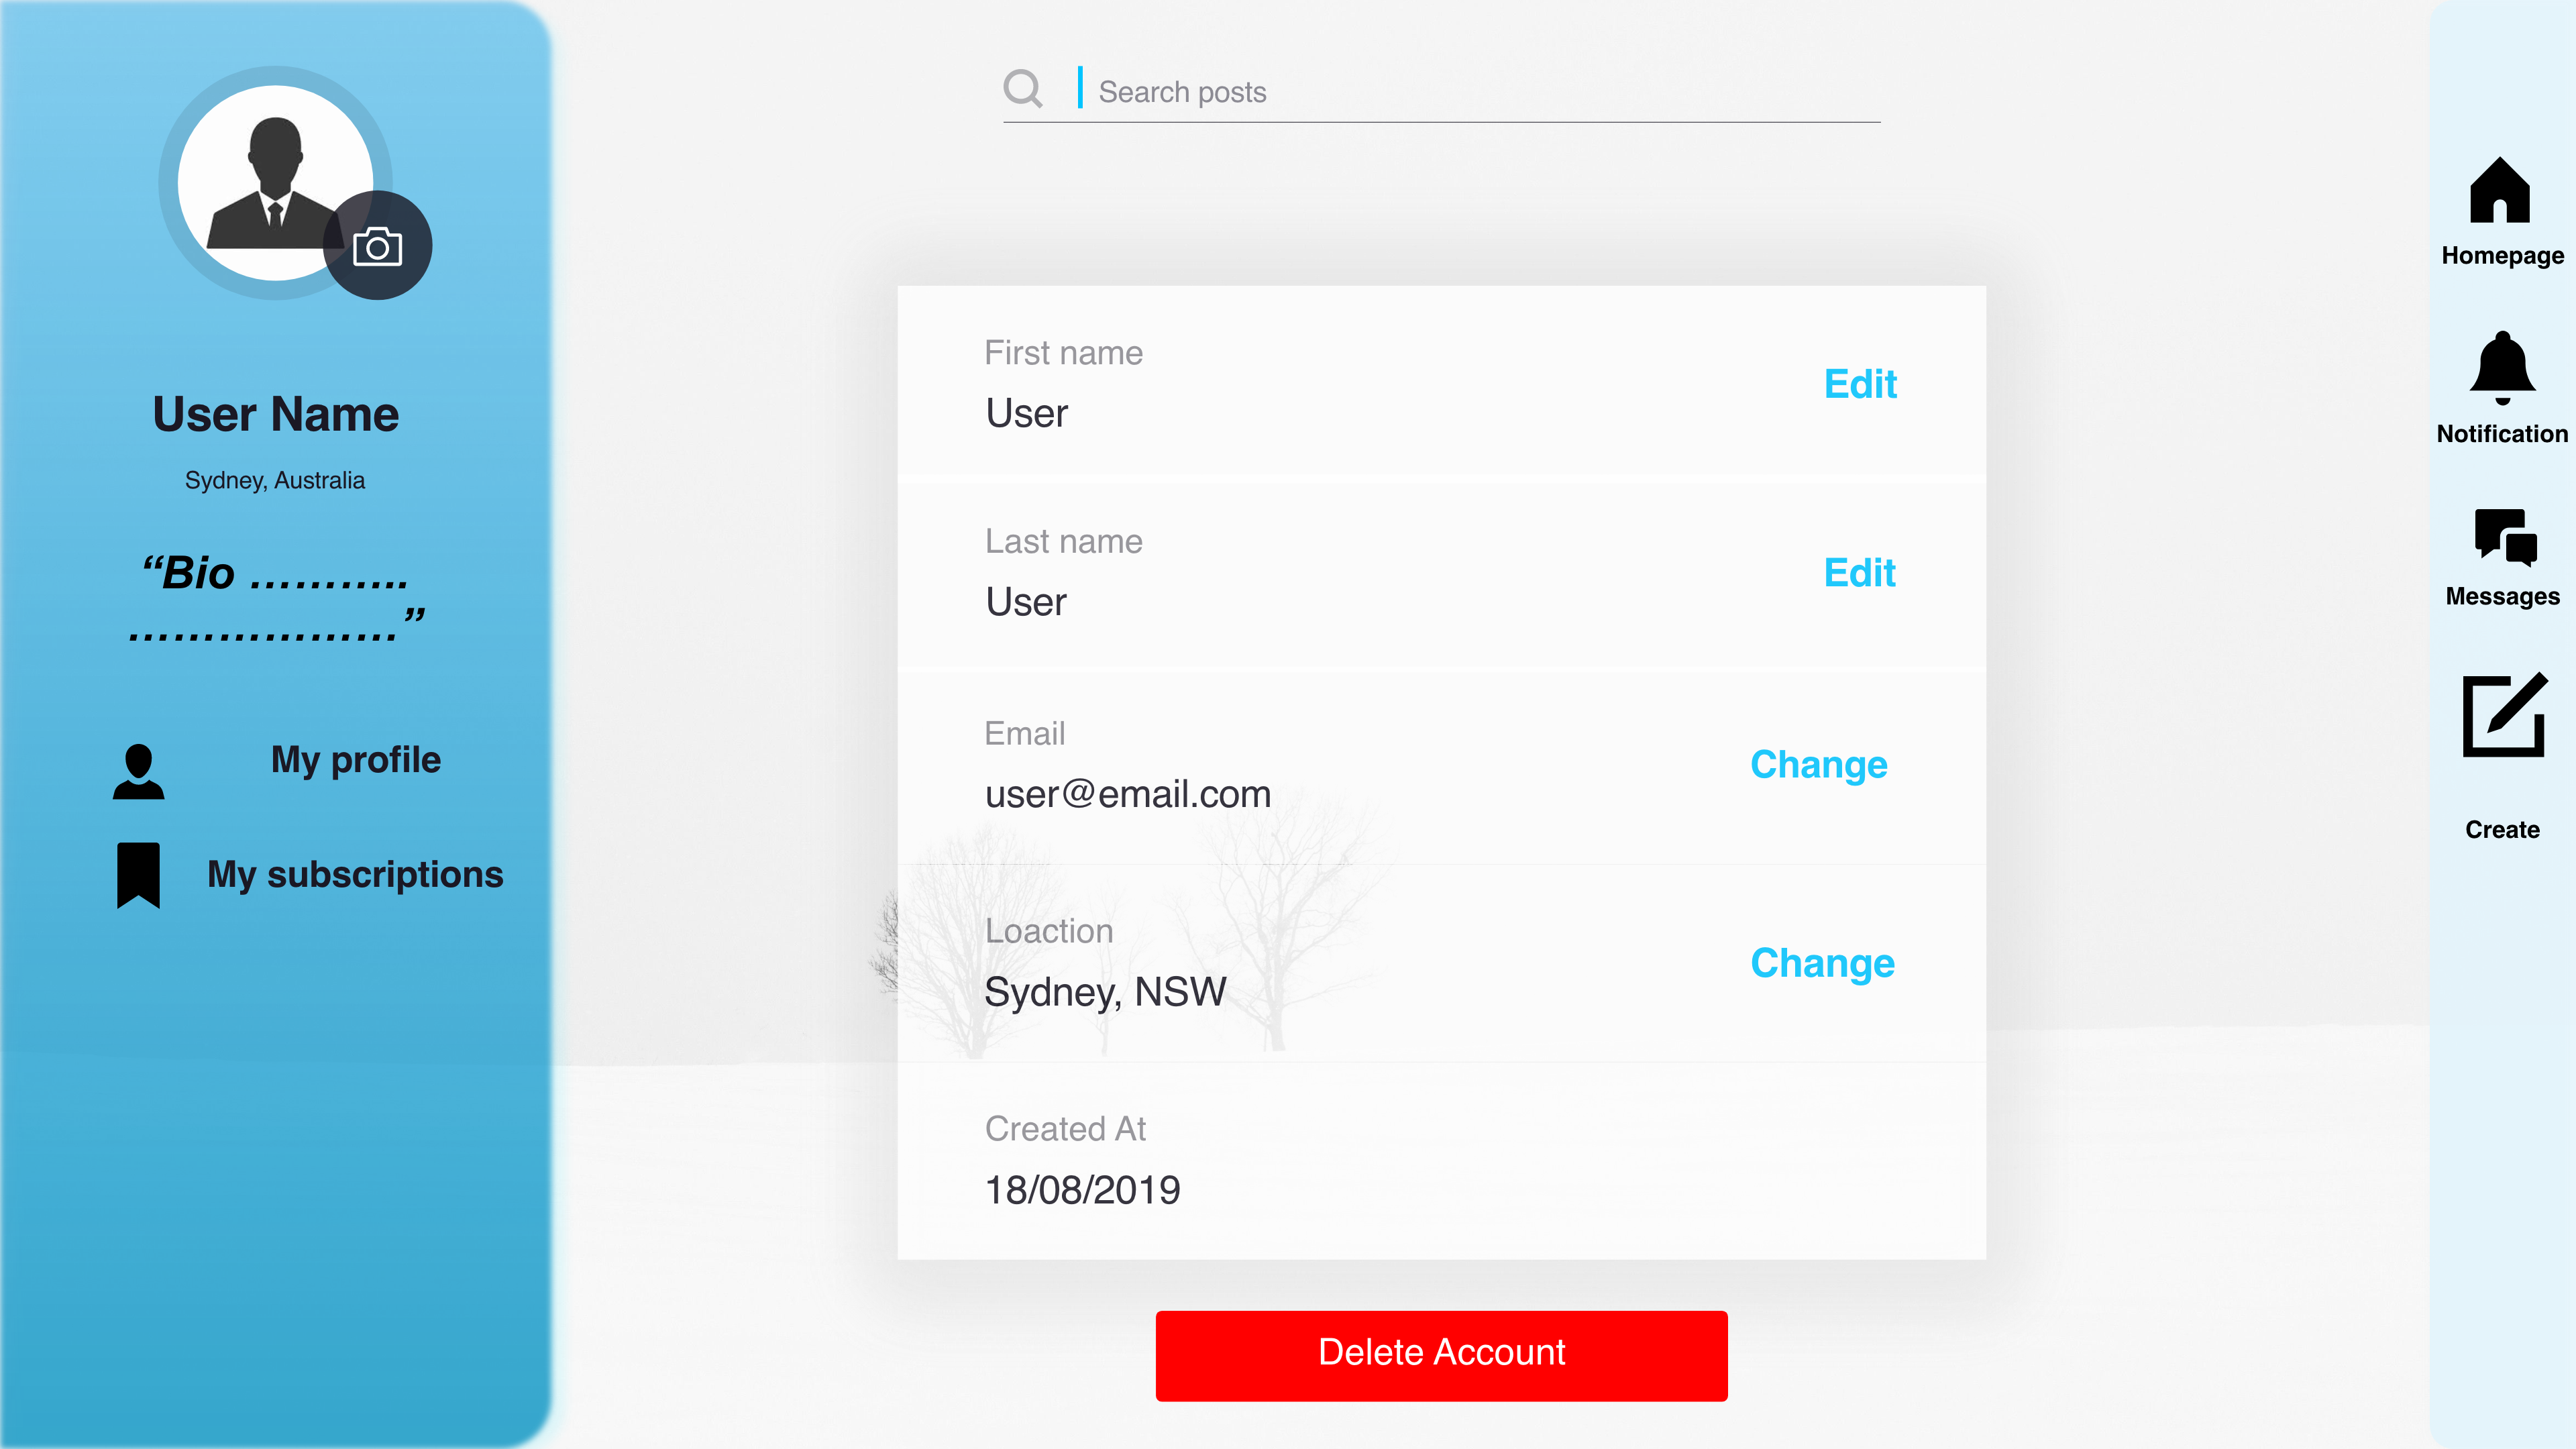 User Name
Sydney, Australia
“Bio ………..
………………”
My profile
My subscriptions
Search posts
First name
User
Edit
Last name
User
Edit
Email
user@email.com
Change
Loaction
Sydney, NSW
Change
Created At
18/08/2019
Delete Account
Homepage
Notification
Messages
Create